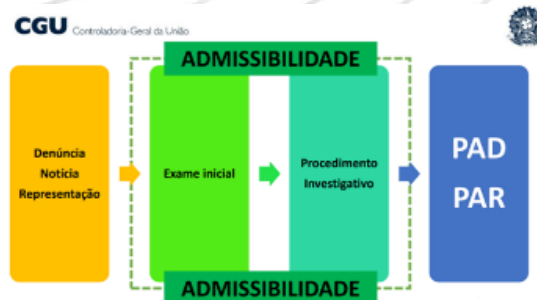 CGU Controladoria-Geral da União
ADMISSIBILIDADE
Denúncia
Notícia
Representação
Exame inicial
Procedimento
Investigativo
PAD
PAR
ADMISSIBILIDADE